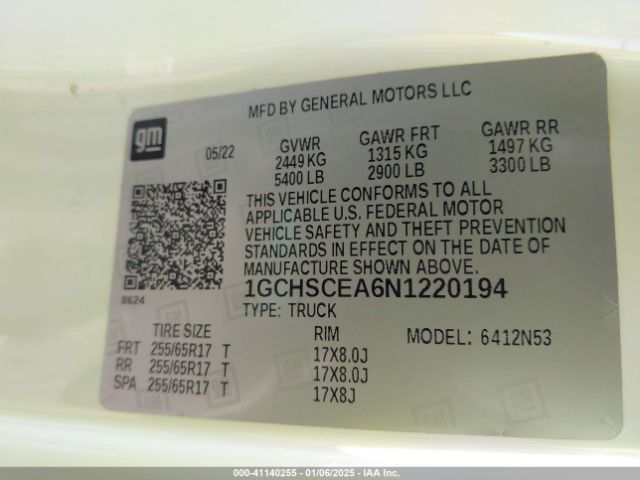 MFD BY GENERAL MOTORS LLC
gm
05/22
GVWR GAWR FRT GAWR RR
2449 KG 1315 KG 1497 KG
5400 LB 2900 LB 3300 LB
THIS VEHICLE CONFORMS TO ALL
APPLICABLE U.S. FEDERAL MOTOR
VEHICLE SAFETY AND THEFT PREVENTION
STANDARDS IN EFFECT ON THE DATE OF
MANUFACTURE SHOWN ABOVE.
8624
1GCHSCEA6N1220194
TYPE: TRUCK
TIRE SIZE RIM MODEL: 6412N53
FRT 255/65R17 T 17X8.0J
RR 255/65R17 T 17X8.0J
SPA 255/65R17 T 17X8J
000-41140255 - 01/06/2025 - IAA Inc.